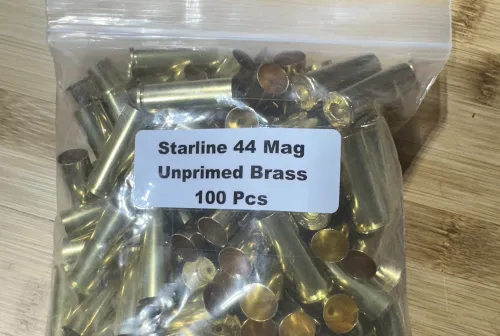 Starline 44 Mag
Unprimed Brass
100 Pcs